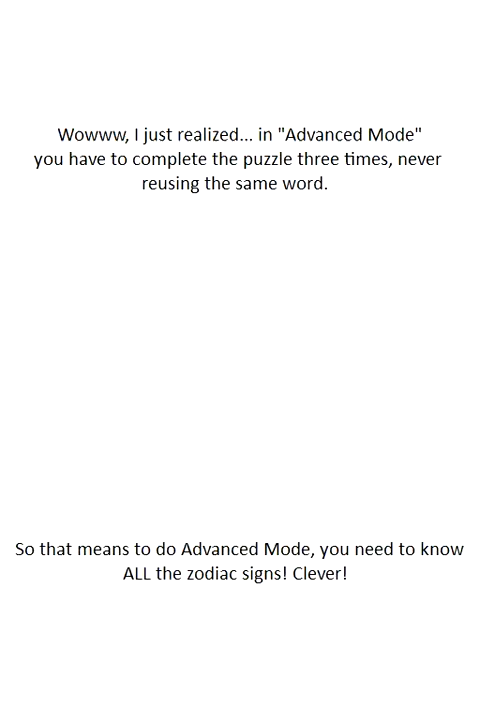 Wowww, I just realized... in "Advanced Mode"
you have to complete the puzzle three times, never
reusing the same word.
So that means to do Advanced Mode, you need to know
ALL the zodiac signs! Clever!